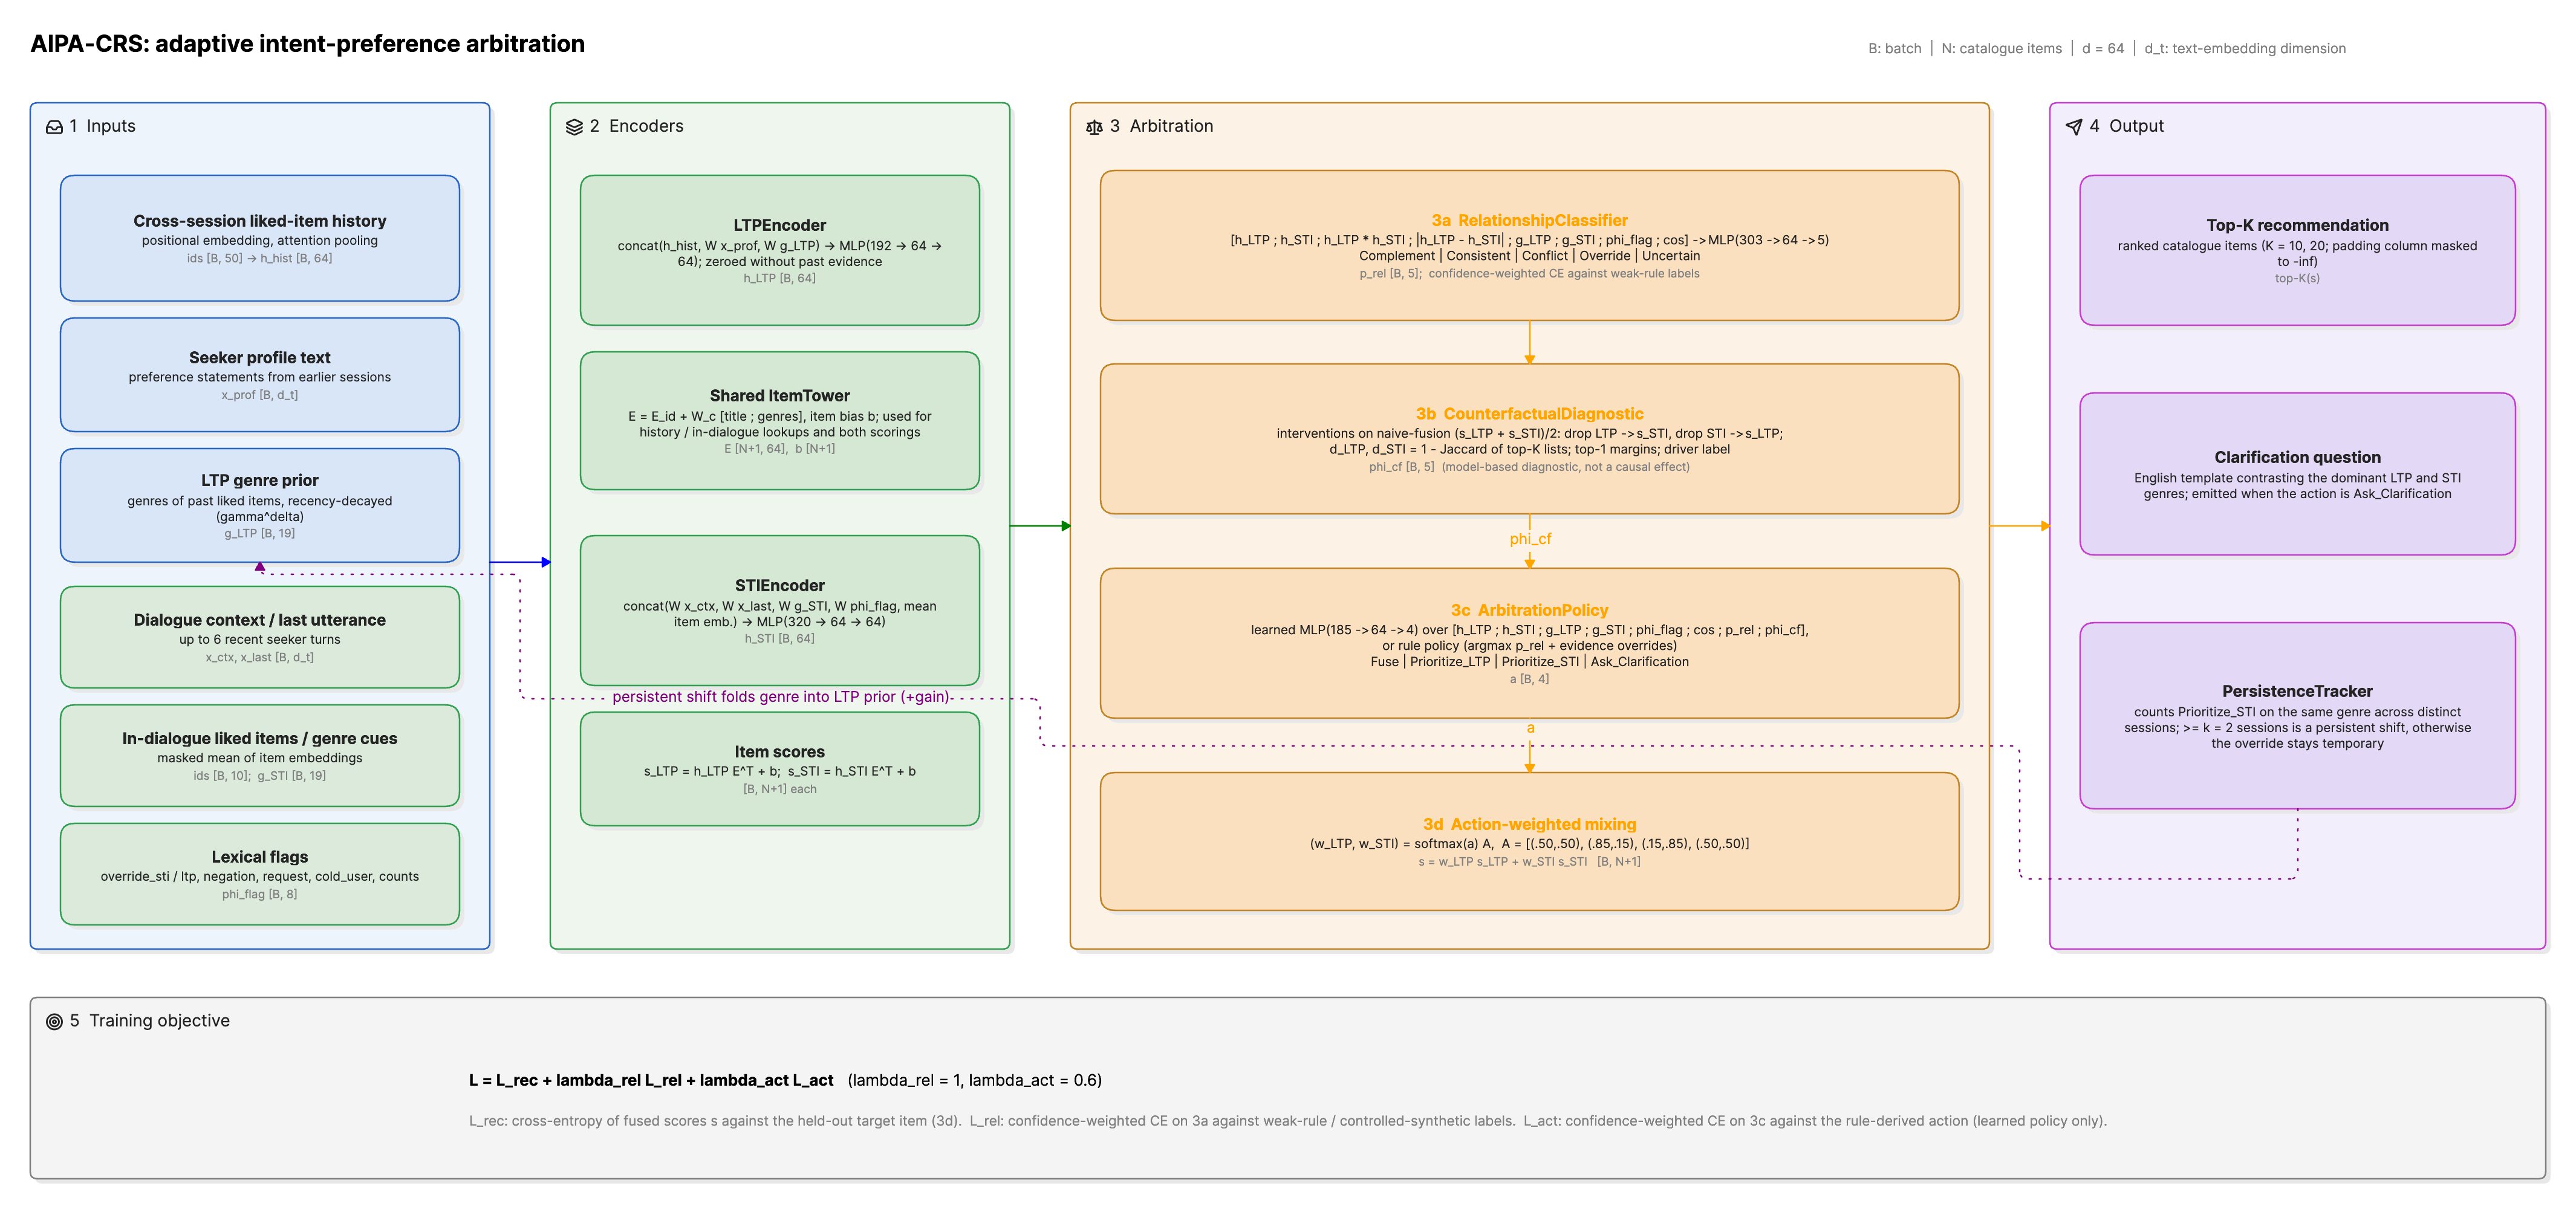 AIPA-CRS: adaptive intent-preference arbitration
B: batch | N: catalogue items | d = 64 | d_t: text-embedding dimension
1 Inputs
Cross-session liked-item history
positional embedding, attention pooling
ids [B, 50] → h_hist [B, 64]
Seeker profile text
preference statements from earlier sessions
x_prof [B, d_t]
LTP genre prior
genres of past liked items, recency-decayed
(gamma^delta)
g_LTP [B, 19]
Dialogue context / last utterance
up to 6 recent seeker turns
x_ctx, x_last [B, d_t]
In-dialogue liked items / genre cues
masked mean of item embeddings
ids [B, 10]; g_STI [B, 19]
Lexical flags
override_sti / ltp, negation, request, cold_user, counts
phi_flag [B, 8]
2 Encoders
LTPEncoder
concat(h_hist, W x_prof, W g_LTP) → MLP(192 → 64 →
64); zeroed without past evidence
h_LTP [B, 64]
Shared ItemTower
E = E_id + W_c [title ; genres], item bias b; used for
history / in-dialogue lookups and both scorings
E [N+1, 64], b [N+1]
STIEncoder
concat(W x_ctx, W x_last, W g_STI, W phi_flag, mean
item emb.) → MLP(320 → 64 → 64)
h_STI [B, 64]
persistent shift folds genre into LTP prior (+gain)
Item scores
s_LTP = h_LTP E^T + b; s_STI = h_STI E^T + b
[B, N+1] each
3 Arbitration
3a RelationshipClassifier
[h_LTP ; h_STI ; h_LTP * h_STI ; |h_LTP - h_STI| ; g_LTP ; g_STI ; phi_flag ; cos] -> MLP(303 -> 64 -> 5)
Complement | Consistent | Conflict | Override | Uncertain
p_rel [B, 5]; confidence-weighted CE against weak-rule labels
3b CounterfactualDiagnostic
interventions on naive-fusion (s_LTP + s_STI)/2: drop LTP -> s_STI, drop STI -> s_LTP;
d_LTP, d_STI = 1 - Jaccard of top-K lists; top-1 margins; driver label
phi_cf [B, 5] (model-based diagnostic, not a causal effect)
phi_cf
3c ArbitrationPolicy
learned MLP(185 -> 64 -> 4) over [h_LTP ; h_STI ; g_LTP ; g_STI ; phi_flag ; cos ; p_rel ; phi_cf],
or rule policy (argmax p_rel + evidence overrides)
Fuse | Prioritize_LTP | Prioritize_STI | Ask_Clarification
a [B, 4]
a
3d Action-weighted mixing
(w_LTP, w_STI) = softmax(a) A, A = [(.50,.50), (.85,.15), (.15,.85), (.50,.50)]
s = w_LTP s_LTP + w_STI s_STI [B, N+1]
4 Output
Top-K recommendation
ranked catalogue items (K = 10, 20; padding column masked
to -inf)
top-K(s)
Clarification question
English template contrasting the dominant LTP and STI
genres; emitted when the action is Ask_Clarification
PersistenceTracker
counts Prioritize_STI on the same genre across distinct
sessions; >= k = 2 sessions is a persistent shift, otherwise
the override stays temporary
5 Training objective
L = L_rec + lambda_rel L_rel + lambda_act L_act (lambda_rel = 1, lambda_act = 0.6)
L_rec: cross-entropy of fused scores s against the held-out target item (3d). L_rel: confidence-weighted CE on 3a against weak-rule / controlled-synthetic labels. L_act: confidence-weighted CE on 3c against the rule-derived action (learned policy only).